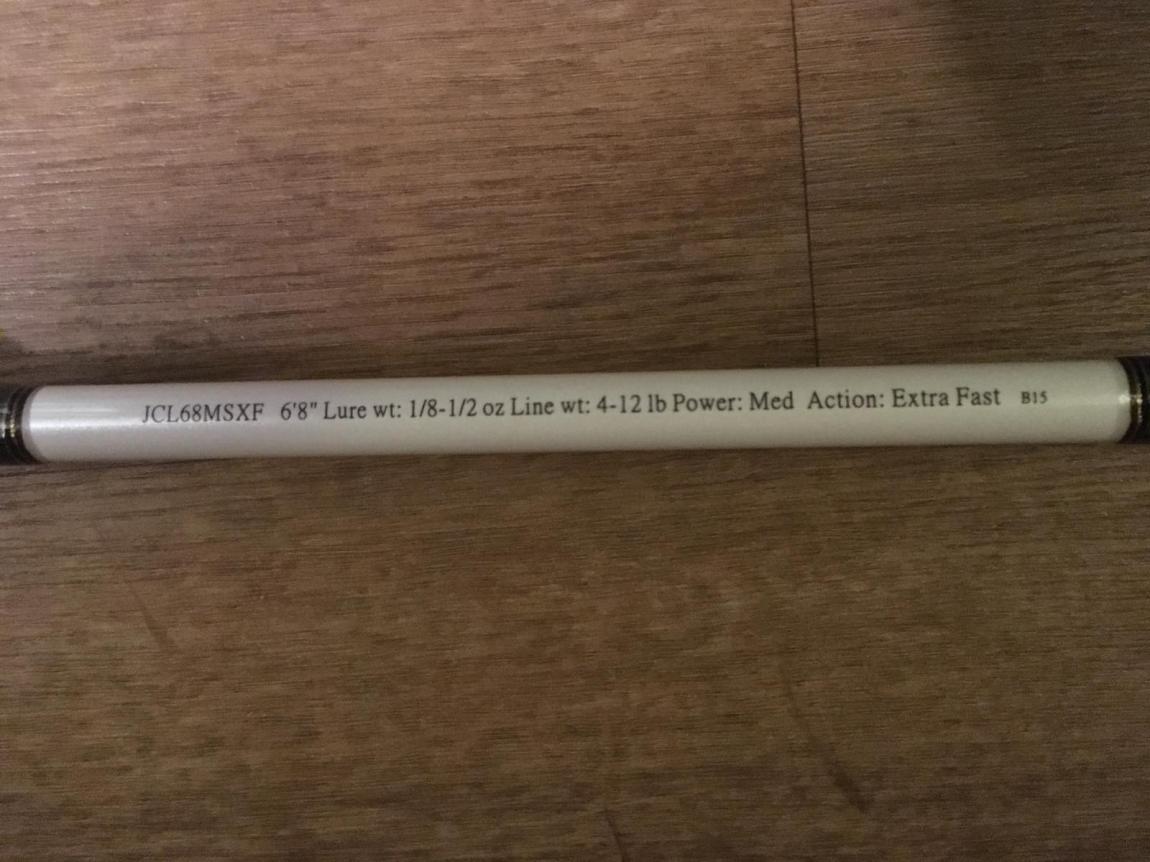 JCL68MSXF 6'8" Lure wt: 1/8-1/2 oz Line wt: 4-12 lb Power: Med Action: Extra Fast B15